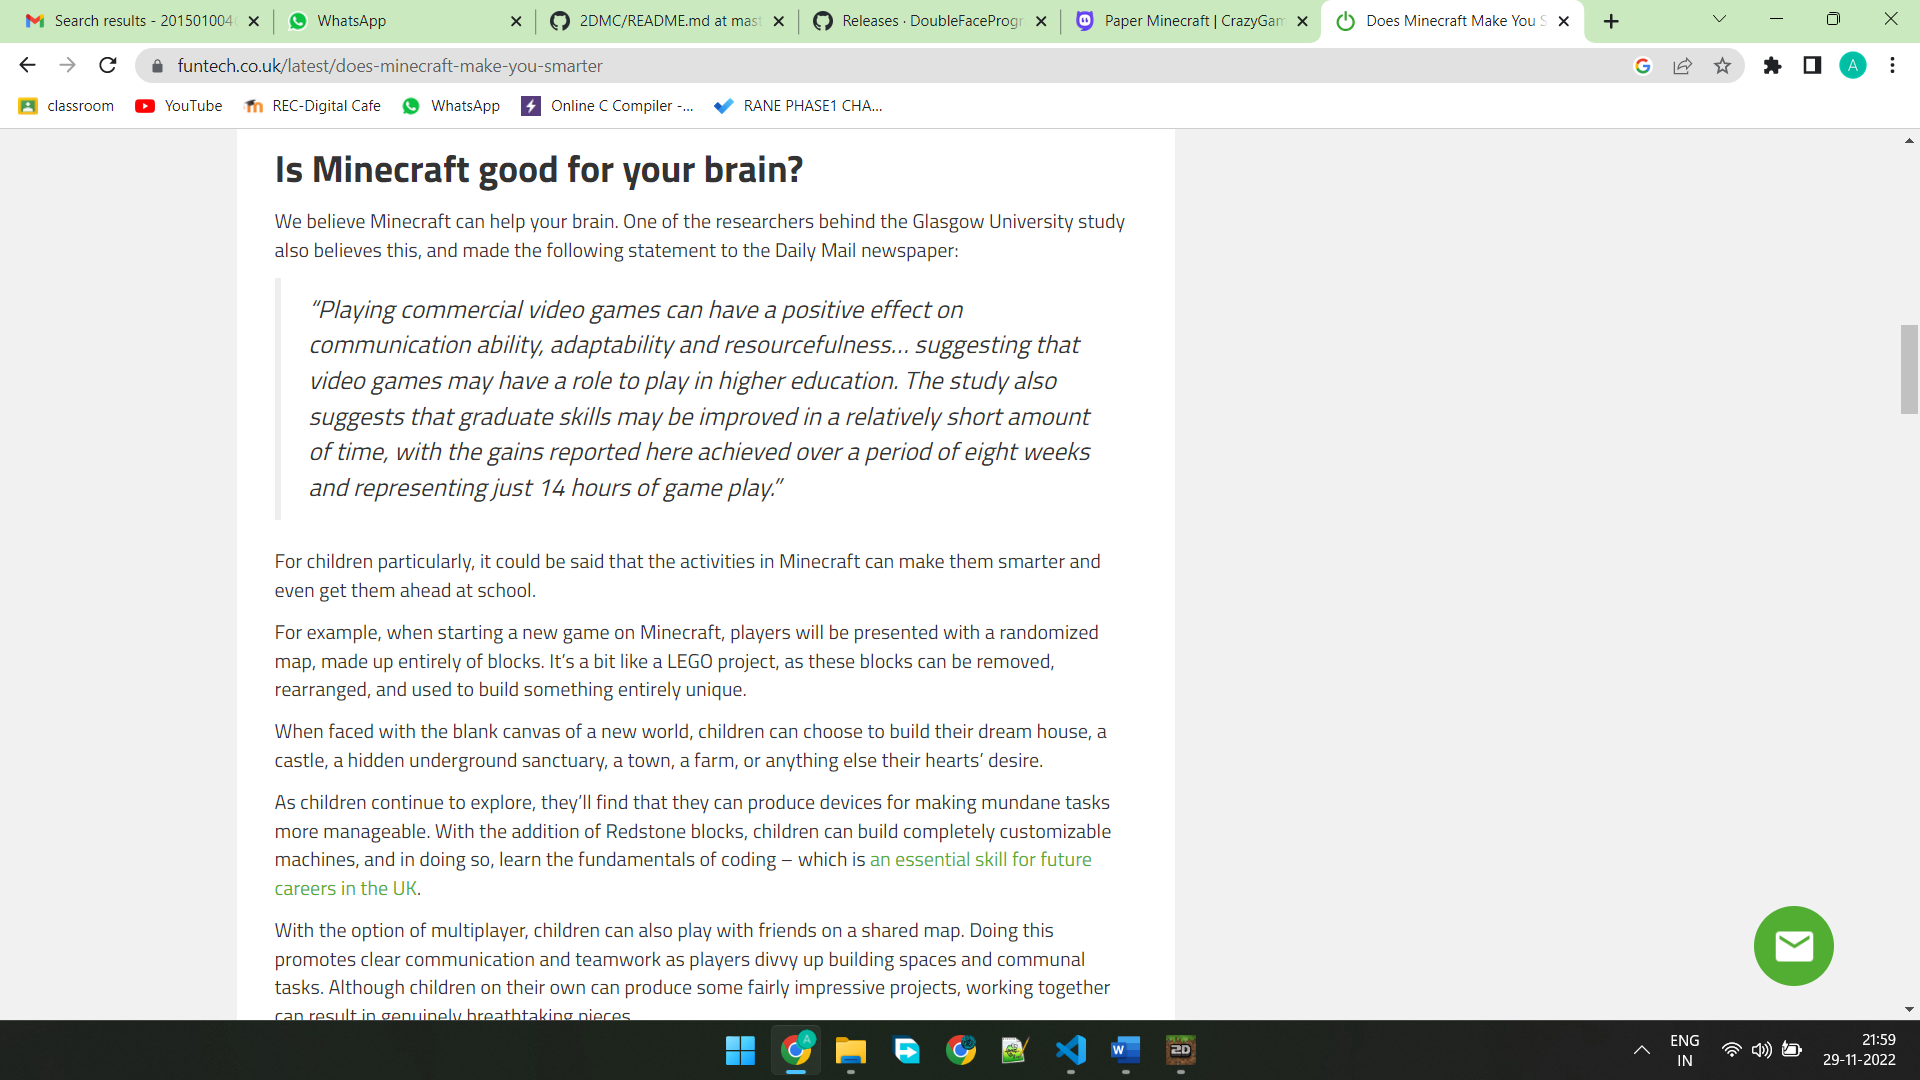 Search results - 201501004
WhatsApp
2DMC/README.md at mast
Releases · DoubleFaceProgr
Paper Minecraft | CrazyGam
Does Minecraft Make You S
funtech.co.uk/latest/does-minecraft-make-you-smarter
A
classroom
YouTube
REC-Digital Cafe
WhatsApp
Online C Compiler -...
RANE PHASE1 CHA...
Is Minecraft good for your brain?
We believe Minecraft can help your brain. One of the researchers behind the Glasgow University study
also believes this, and made the following statement to the Daily Mail newspaper:
“Playing commercial video games can have a positive effect on
communication ability, adaptability and resourcefulness… suggesting that
video games may have a role to play in higher education. The study also
suggests that graduate skills may be improved in a relatively short amount
of time, with the gains reported here achieved over a period of eight weeks
and representing just 14 hours of game play.”
For children particularly, it could be said that the activities in Minecraft can make them smarter and
even get them ahead at school.
For example, when starting a new game on Minecraft, players will be presented with a randomized
map, made up entirely of blocks. It’s a bit like a LEGO project, as these blocks can be removed,
rearranged, and used to build something entirely unique.
When faced with the blank canvas of a new world, children can choose to build their dream house, a
castle, a hidden underground sanctuary, a town, a farm, or anything else their hearts’ desire.
As children continue to explore, they’ll find that they can produce devices for making mundane tasks
more manageable. With the addition of Redstone blocks, children can build completely customizable
machines, and in doing so, learn the fundamentals of coding – which is an essential skill for future
careers in the UK.
With the option of multiplayer, children can also play with friends on a shared map. Doing this
promotes clear communication and teamwork as players divvy up building spaces and communal
tasks. Although children on their own can produce some fairly impressive projects, working together
can result in genuinely breathtaking pieces.
A
W
2D
ENG
IN
21:59
29-11-2022